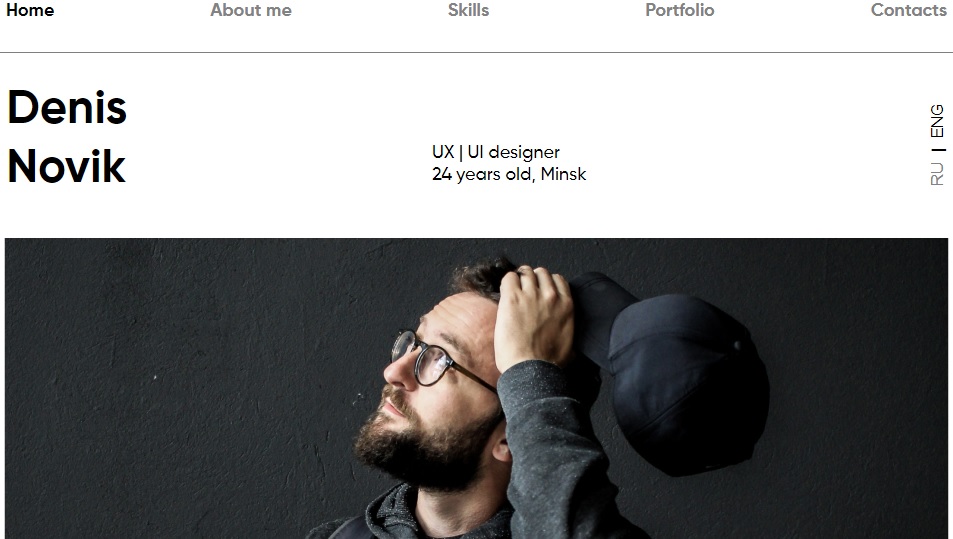 Home About me Skills Portfolio Contacts
Denis
Novik
UX | UI designer
24 years old, Minsk
RU | ENG